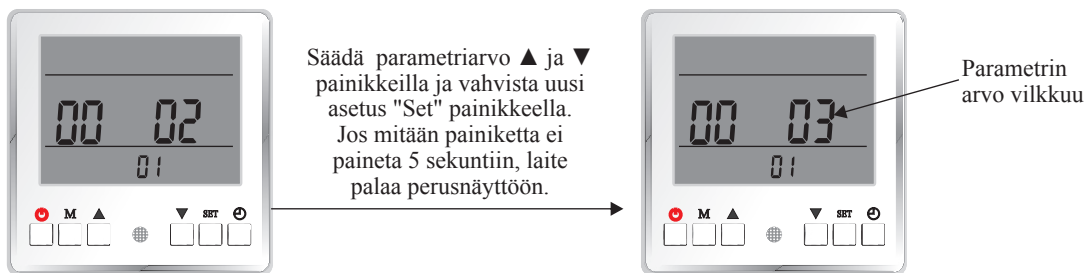 00 02
01
M ▲ ▼ SET
Säädä parametriarvo ▲ ja ▼
painikkeilla ja vahvista uusi
asetus "Set" painikkeella.
Jos mitään painiketta ei
paineta 5 sekuntiin, laite
palaa perusnäyttöön.
00 03
01
M ▲ ▼ SET
Parametrin
arvo vilkkuu